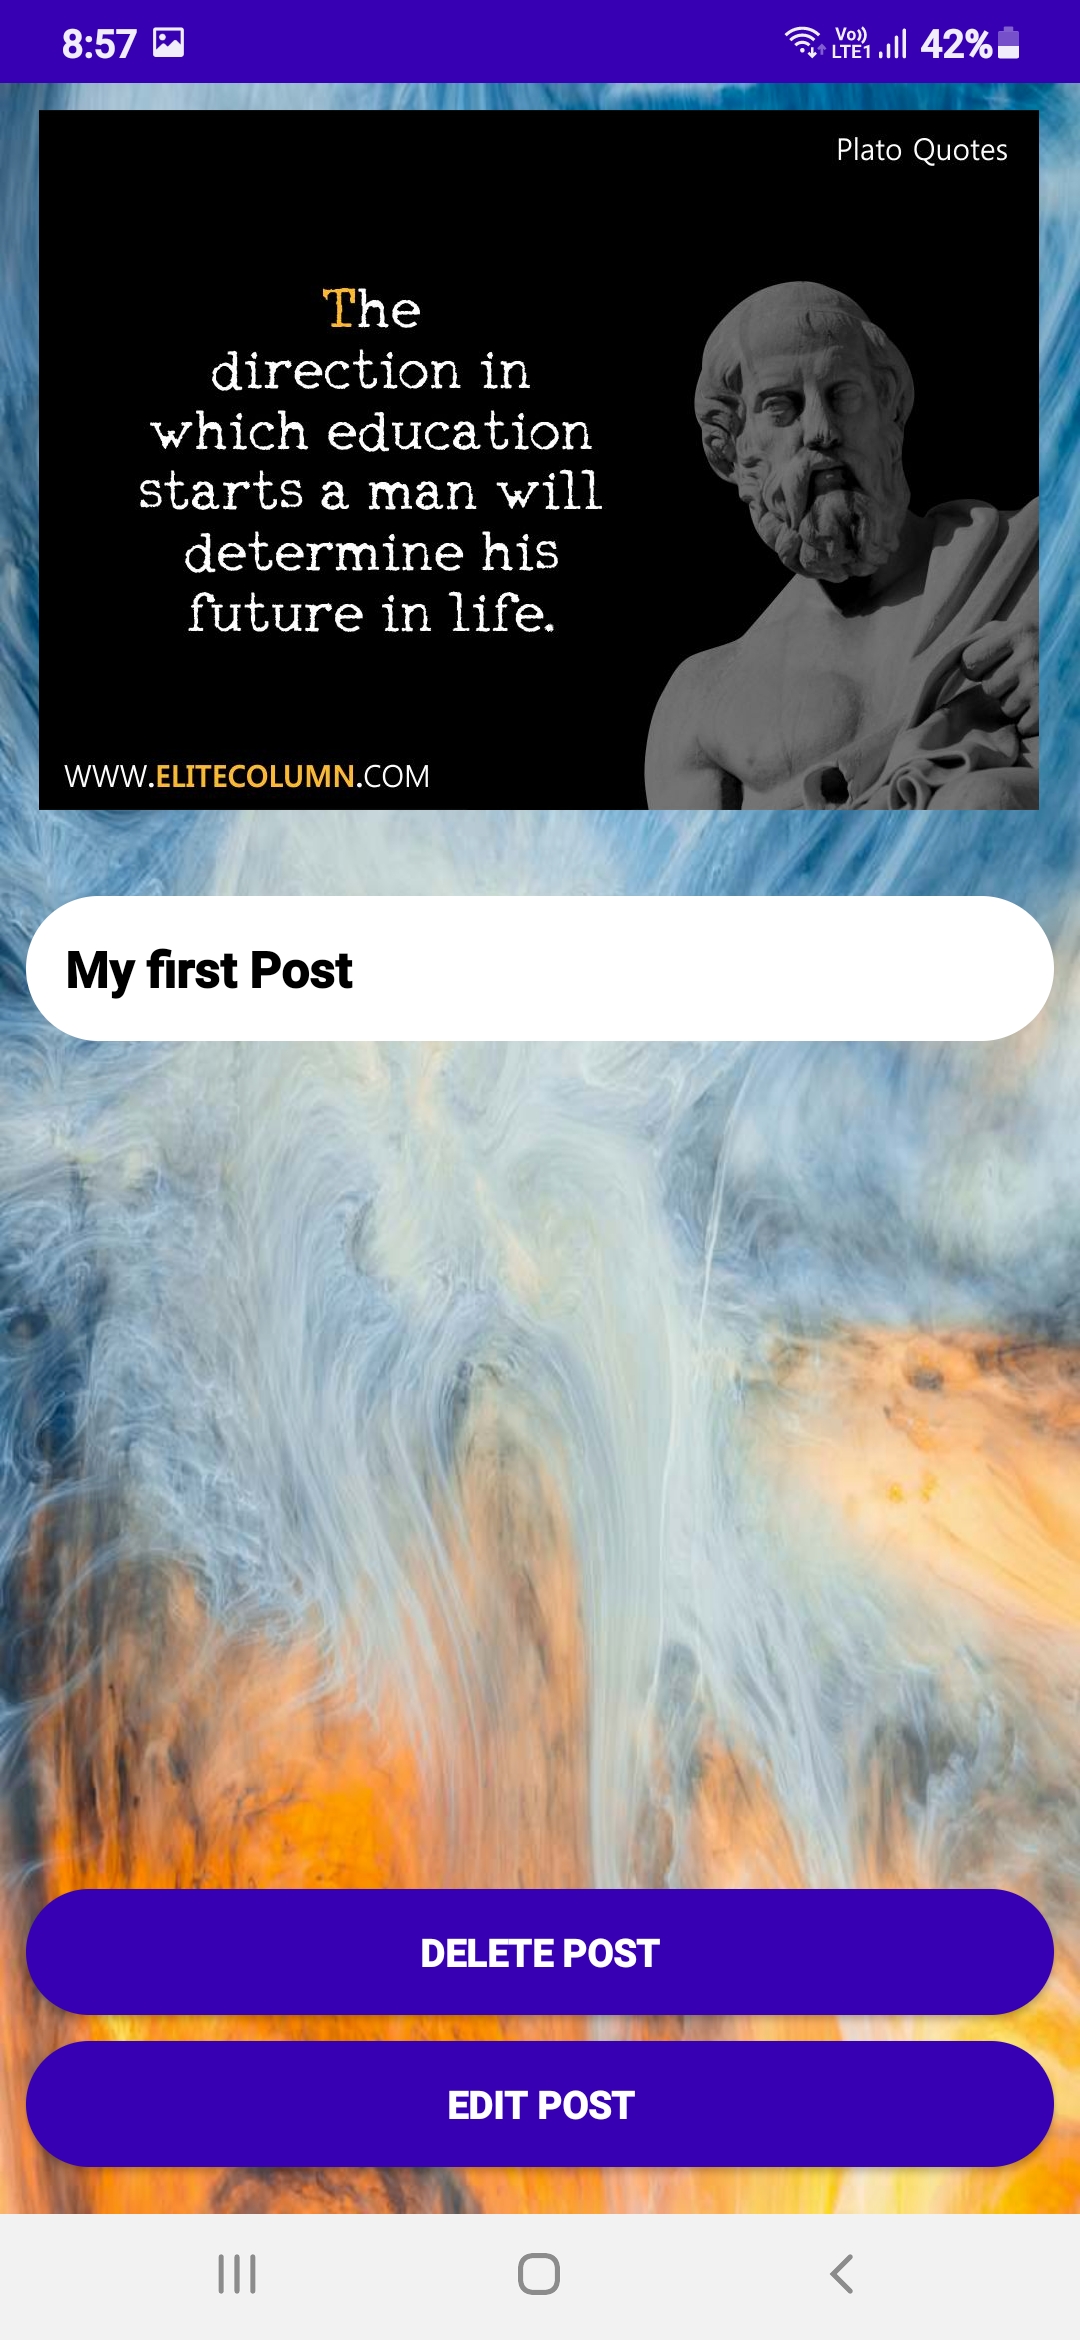 8:57 Vo)) LTE1 42%
Plato Quotes
The
direction in
which education
starts a man will
determine his
future in life.
WWW.ELITECOLUMN.COM
My first Post
DELETE POST
EDIT POST